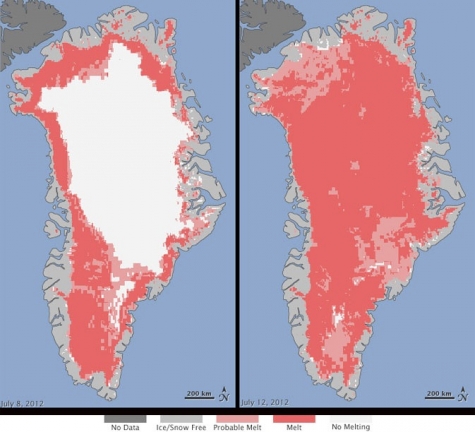 July 8, 2012
200 km
N
July 12, 2012
200 km
N
No Data
Ice/Snow Free
Probable Melt
Melt
No Melting